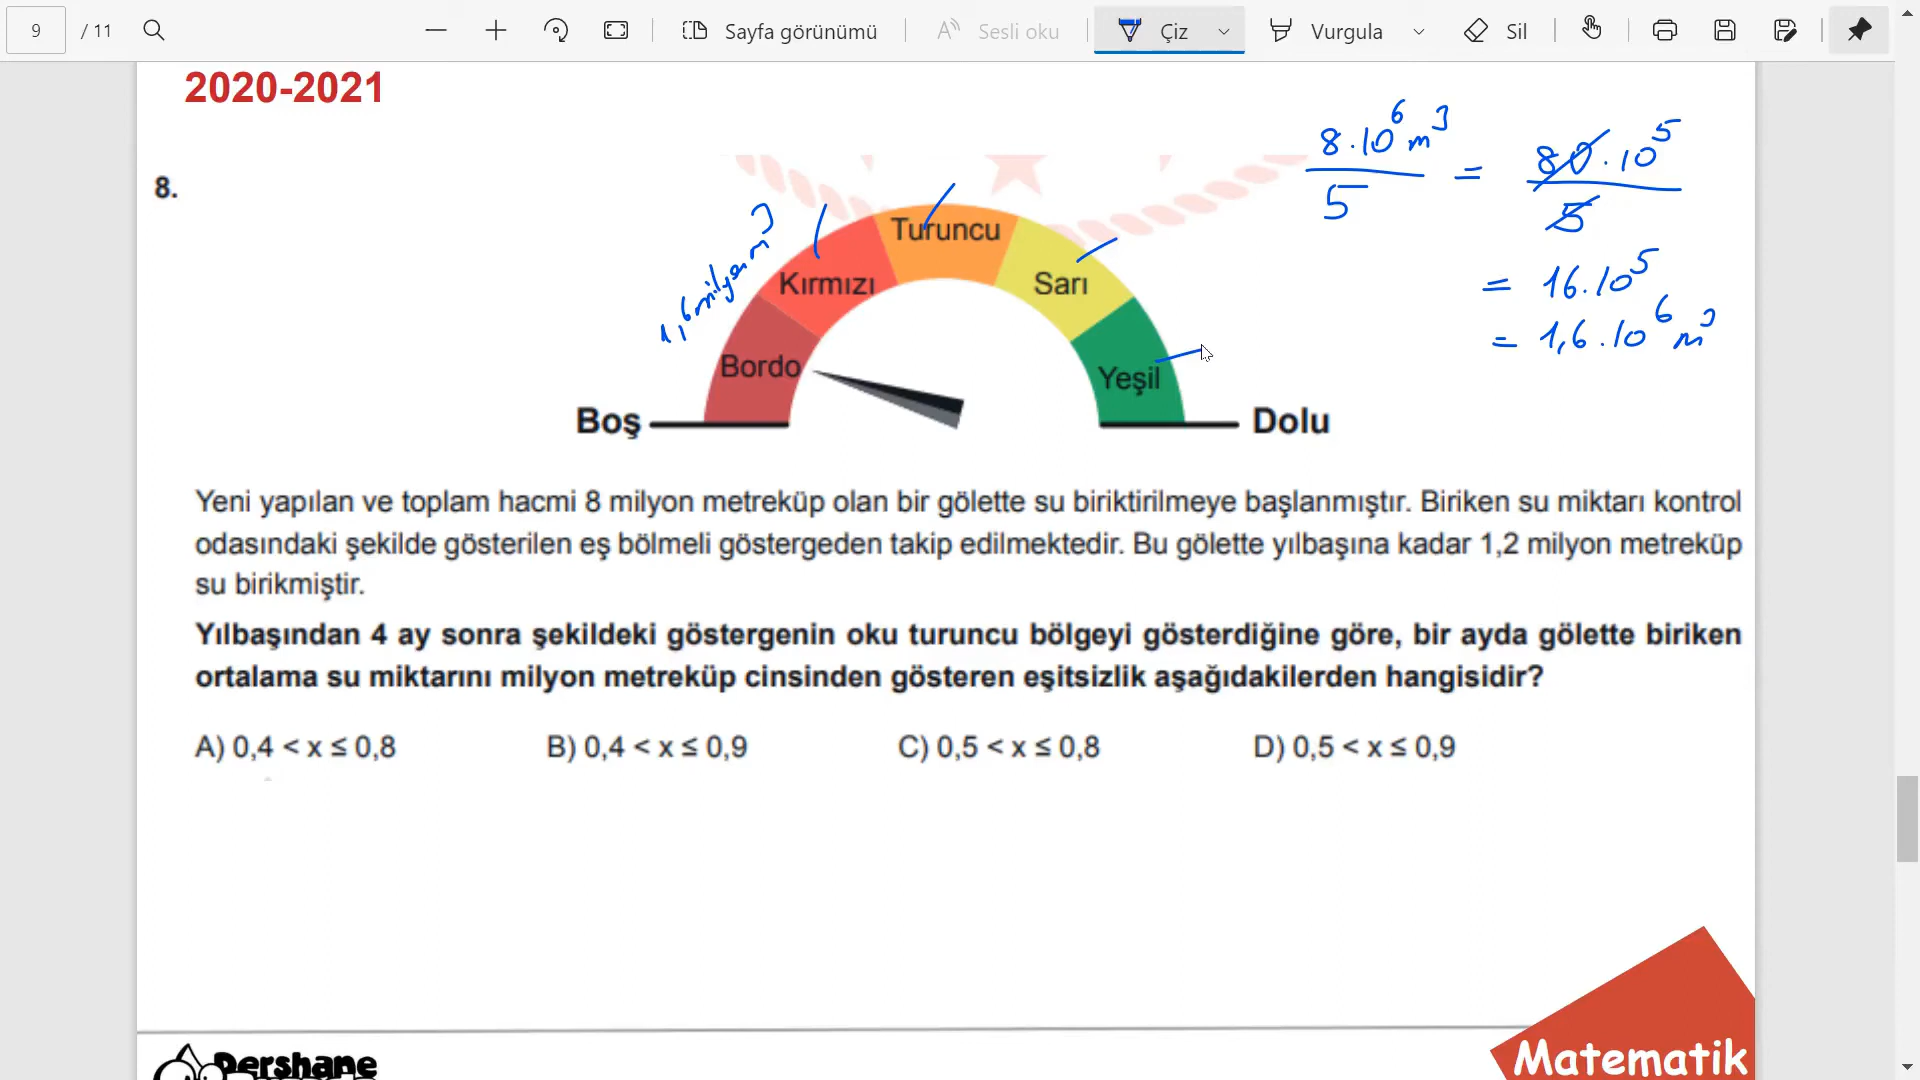 9 / 11 Sayfa görünümü Sesli oku Çiz Vurgula Sil
2020-2021
8.
8.10⁶ m³ / 5 = 80.10⁵ / 5
= 16.10⁵
= 1,6.10⁶ m³
1,6 milyon m³
Turuncu
Kırmızı
Sarı
Bordo
Yeşil
Boş
Dolu
Yeni yapılan ve toplam hacmi 8 milyon metreküp olan bir gölette su biriktirilmeye başlanmıştır. Biriken su miktarı kontrol
odasındaki şekilde gösterilen eş bölmeli göstergeden takip edilmektedir. Bu gölette yılbaşına kadar 1,2 milyon metreküp
su birikmiştir.
Yılbaşından 4 ay sonra şekildeki göstergenin oku turuncu bölgeyi gösterdiğine göre, bir ayda gölette biriken
ortalama su miktarını milyon metreküp cinsinden gösteren eşitsizlik aşağıdakilerden hangisidir?
A) 0,4 < x ≤ 0,8 B) 0,4 < x ≤ 0,9 C) 0,5 < x ≤ 0,8 D) 0,5 < x ≤ 0,9
Dershane
Matematik